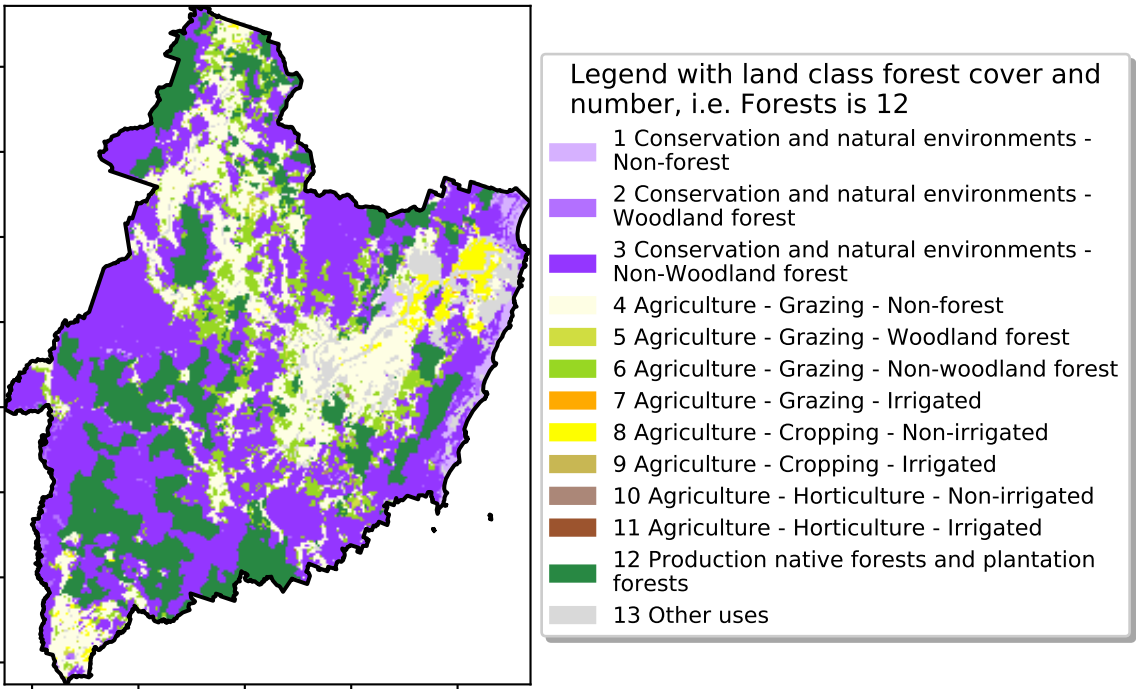 Legend with land class forest cover and
number, i.e. Forests is 12
1 Conservation and natural environments -
Non-forest
2 Conservation and natural environments -
Woodland forest
3 Conservation and natural environments -
Non-Woodland forest
4 Agriculture - Grazing - Non-forest
5 Agriculture - Grazing - Woodland forest
6 Agriculture - Grazing - Non-woodland forest
7 Agriculture - Grazing - Irrigated
8 Agriculture - Cropping - Non-irrigated
9 Agriculture - Cropping - Irrigated
10 Agriculture - Horticulture - Non-irrigated
11 Agriculture - Horticulture - Irrigated
12 Production native forests and plantation
forests
13 Other uses